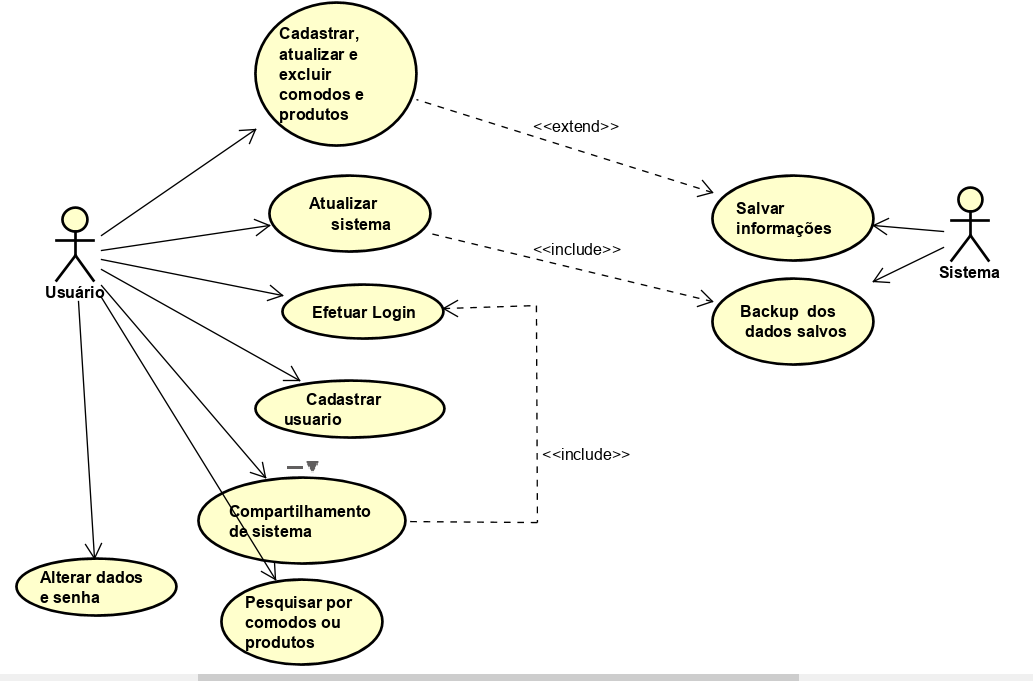 Cadastrar,
atualizar e
excluir
comodos e
produtos
<<extend>>
Atualizar
sistema
Salvar
informações
<<include>>
Sistema
Usuário
Efetuar Login
Backup dos
dados salvos
Cadastrar
usuario
<<include>>
Compartilhamento
de sistema
Alterar dados
e senha
Pesquisar por
comodos ou
produtos